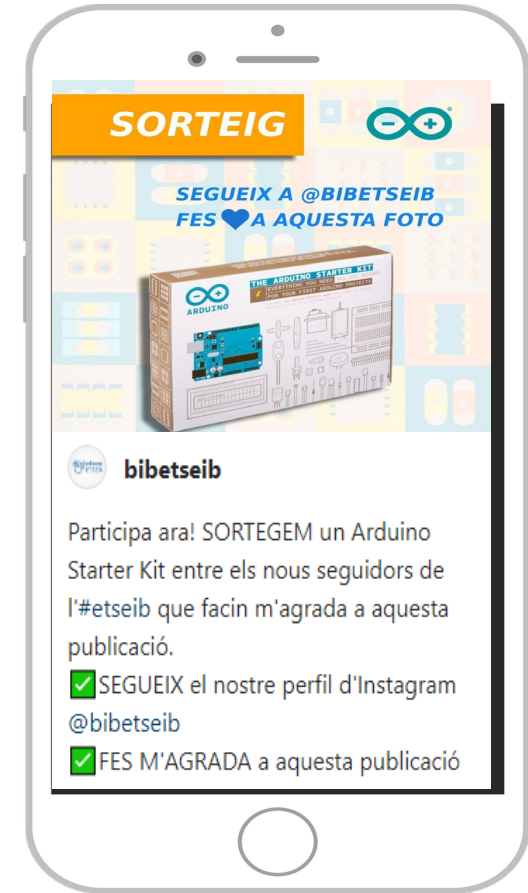 SORTEIG
SEGUEIX A @BIBETSEIB
FES 💙 A AQUESTA FOTO
ARDUINO
THE ARDUINO STARTER KIT
EVERYTHING YOU NEED
FOR YOUR FIRST ARDUINO PROJECTS
bibetseib
Participa ara! SORTEGEM un Arduino
Starter Kit entre els nous seguidors de
l'#etseib que facin m'agrada a aquesta
publicació.
✅SEGUEIX el nostre perfil d'Instagram
@bibetseib
✅FES M'AGRADA a aquesta publicació